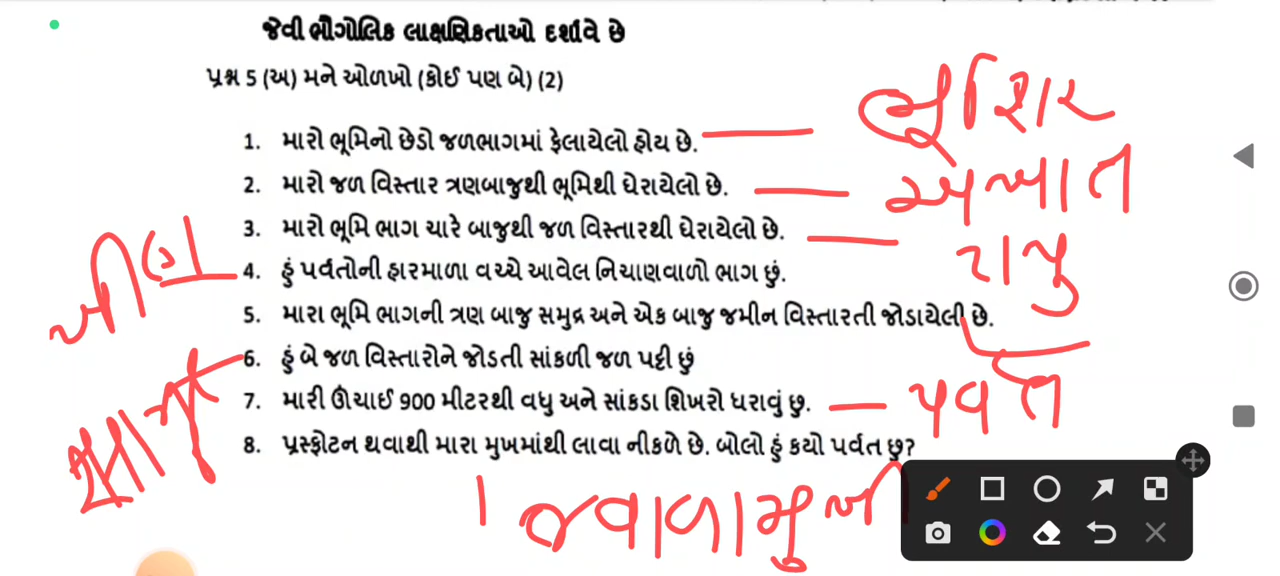 જેવી ભૌગોલિક લાક્ષણિકતાઓ દર્શાવે છે
પ્રશ્ન 5 (અ) મને ઓળખો (કોઈ પણ બે) (2)
1. મારો ભૂમિનો છેડો જળભાગમાં ફેલાયેલો હોય છે. ભૂશિર
2. મારો જળ વિસ્તાર ત્રણબાજુથી ભૂમિથી ઘેરાયેલો છે. અખાત
3. મારો ભૂમિ ભાગ ચારે બાજુથી જળ વિસ્તારથી ઘેરાયેલો છે. ટાપુ
ખીણ 4. હું પર્વતોની હારમાળા વચ્ચે આવેલ નિચાણવાળો ભાગ છું.
5. મારા ભૂમિ ભાગની ત્રણ બાજુ સમુદ્ર અને એક બાજુ જમીન વિસ્તારતી જોડાયેલી છે.
6. હું બે જળ વિસ્તારોને જોડતી સાંકળી જળ પટ્ટી છું
7. મારી ઊંચાઈ 900 મીટરથી વધુ અને સાંકડા શિખરો ધરાવું છુ. પર્વત
8. પ્રસ્ફોટન થવાથી મારા મુખમાંથી લાવા નીકળે છે. બોલો હું કયો પર્વત છુ?
જવાળામુખી